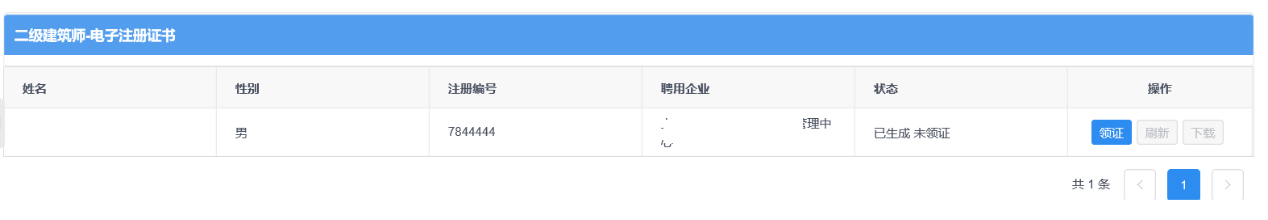 二级建筑师-电子注册证书
姓名 性别 注册编号 聘用企业 状态 操作
男 7844444 管理中 已生成 未领证 领证 刷新 下载
心
共 1 条 < 1 >